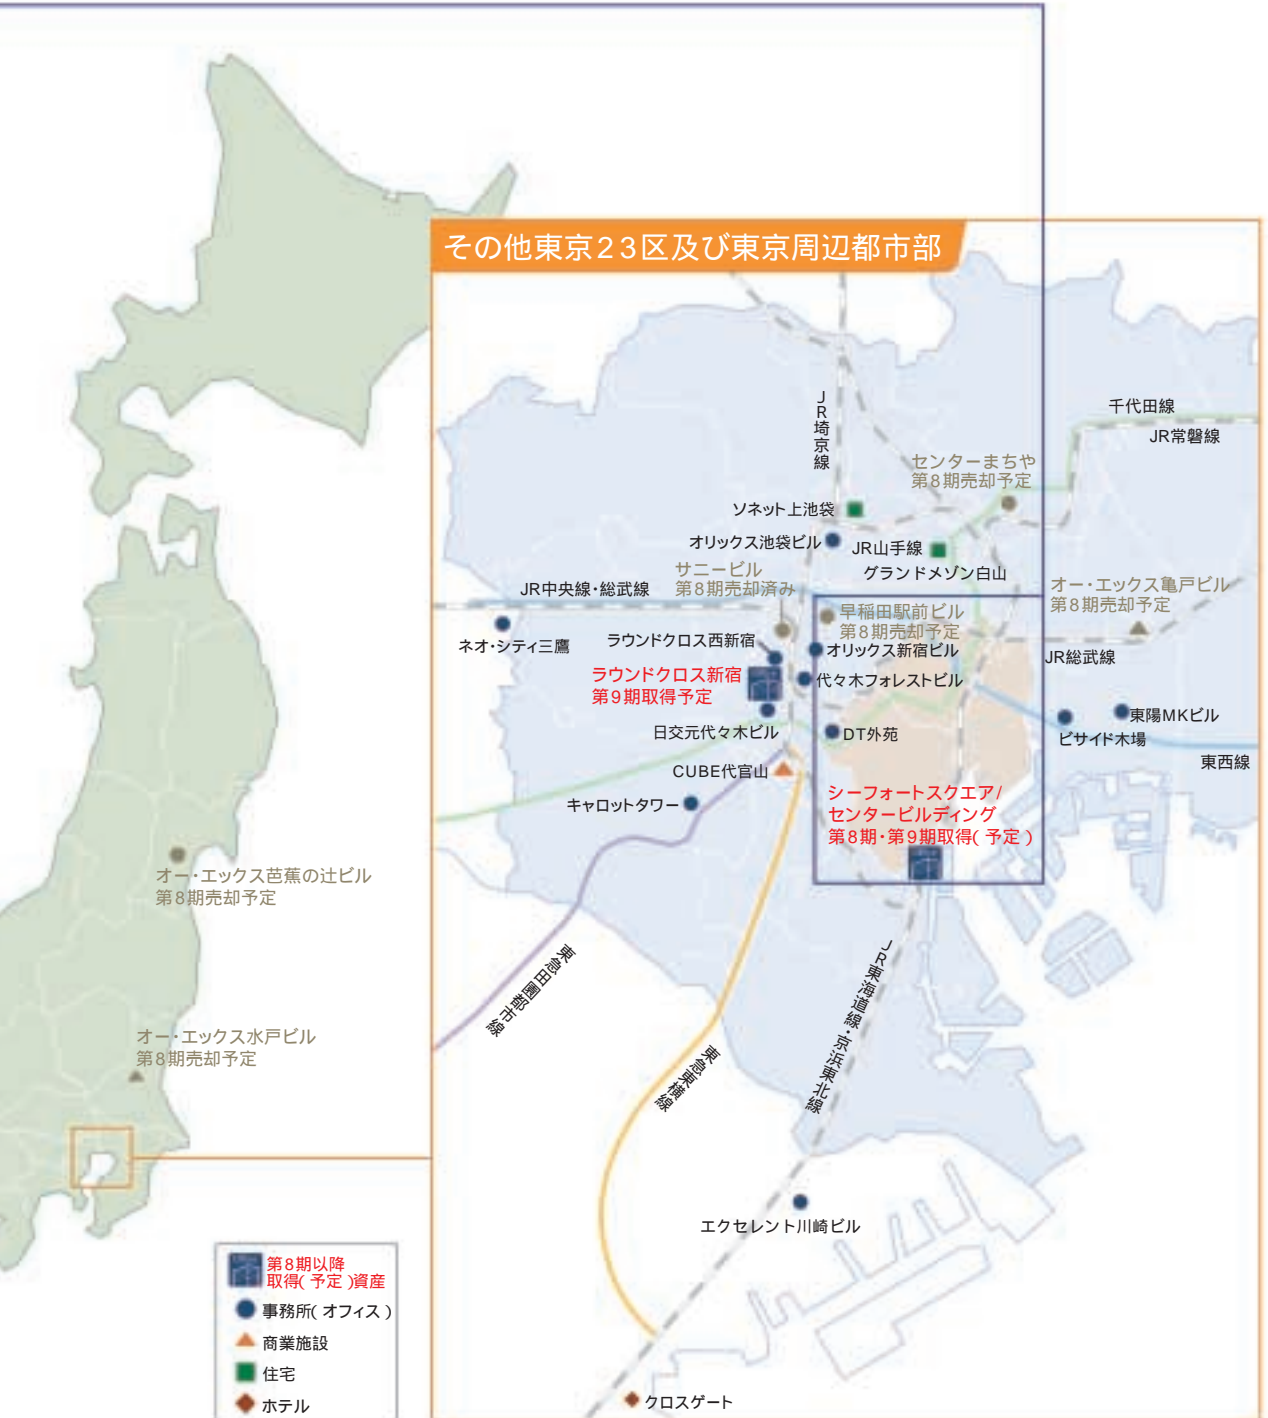 その他東京23区及び東京周辺都市部
千代田線
JR常磐線
JR埼京線
センターまちや
第8期売却予定
ソネット上池袋
オリックス池袋ビル
JR山手線
グランドメゾン白山
サニービル
第8期売却済み
JR中央線・総武線
オー・エックス亀戸ビル
第8期売却予定
早稲田駅前ビル
第8期売却予定
ネオ・シティ三鷹
ラウンドクロス西新宿
オリックス新宿ビル
JR総武線
ラウンドクロス新宿
第9期取得予定
代々木フォレストビル
日交元代々木ビル
DT外苑
東陽MKビル
ビサイド木場
東西線
CUBE代官山
キャロットタワー
シーフォートスクエア/
センタービルディング
第8期・第9期取得(予定)
オー・エックス芭蕉の辻ビル
第8期売却予定
東急田園都市線
JR東海道線・京浜東北線
オー・エックス水戸ビル
第8期売却予定
東急東横線
エクセレント川崎ビル
第8期以降
取得(予定)資産
事務所(オフィス)
商業施設
住宅
ホテル
クロスゲート